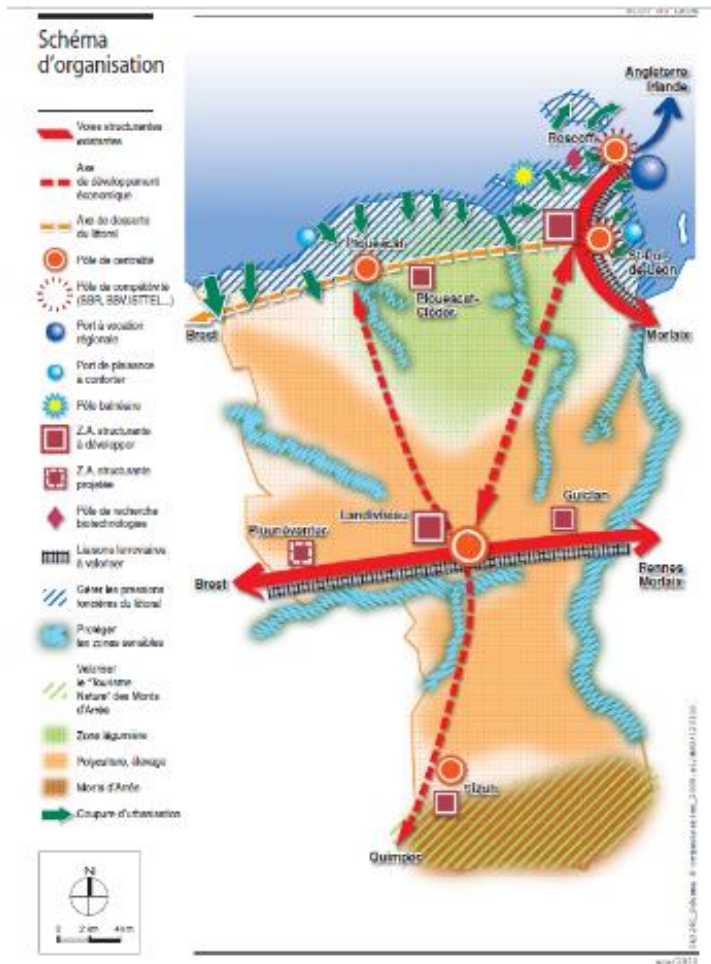 Schéma
d'organisation
Voies structurantes
existantes
Axe
de développement
économique
Axe de desserte
du littoral
Pôle de centralité
Pôle de compétitivité
Port à vocation
régionale
Port de plaisance
à conforter
Pôle balnéaire
Z.A. structurante
à développer
Z.A. structurante
projetée
Pôle de recherche
biotechnologies
Liaisons ferroviaires
à valoriser
Gérer les pressions
foncières du littoral
Protéger
les zones sensibles
Valoriser
le "Tourisme
Nature" des Monts
d'Arrée
Zone légumière
Polyculture, élevage
Monts d'Arrée
Coupure d'urbanisation
N
0 2 km 4 km
Angleterre
Irlande
Roscoff
St-Pol-
de-Léon
Plouescat
Plouescat-
Cléder
Brest
Morlaix
Landivisiau
Guiclan
Plounéventer
Brest
Rennes
Morlaix
Sizun
Quimper